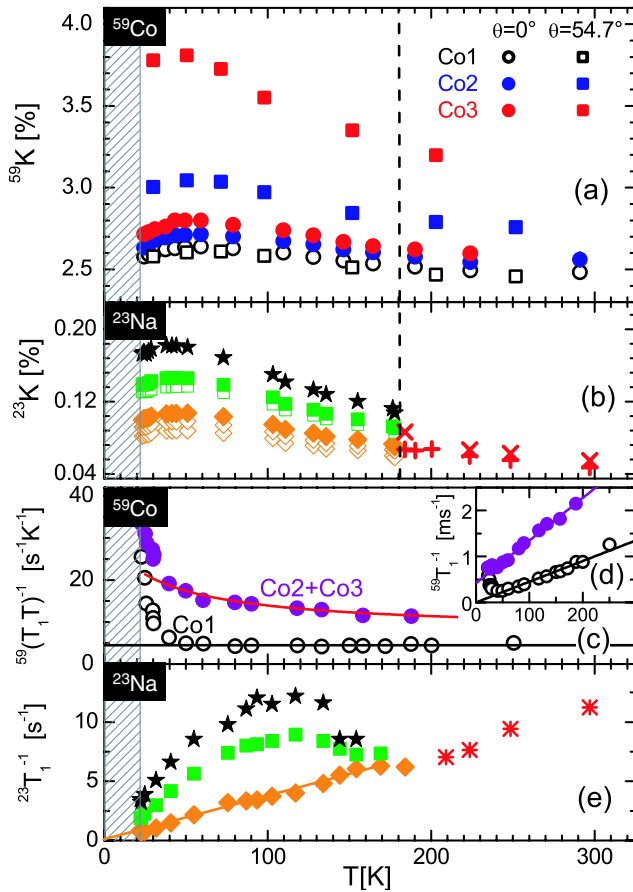 4.0
3.5
3.0
2.5
⁵⁹K [%]
⁵⁹Co
θ=0° θ=54.7°
Co1
Co2
Co3
(a)
0.20
0.12
0.04
²³K [%]
²³Na
(b)
40
20
0
⁵⁹(T₁T)⁻¹ [s⁻¹K⁻¹]
⁵⁹Co
Co2+Co3
Co1
(c)
2
1
0
⁵⁹T₁⁻¹ [ms⁻¹]
0 100 200
(d)
10
5
0
²³T₁⁻¹ [s⁻¹]
²³Na
(e)
0 100 200 300
T[K]